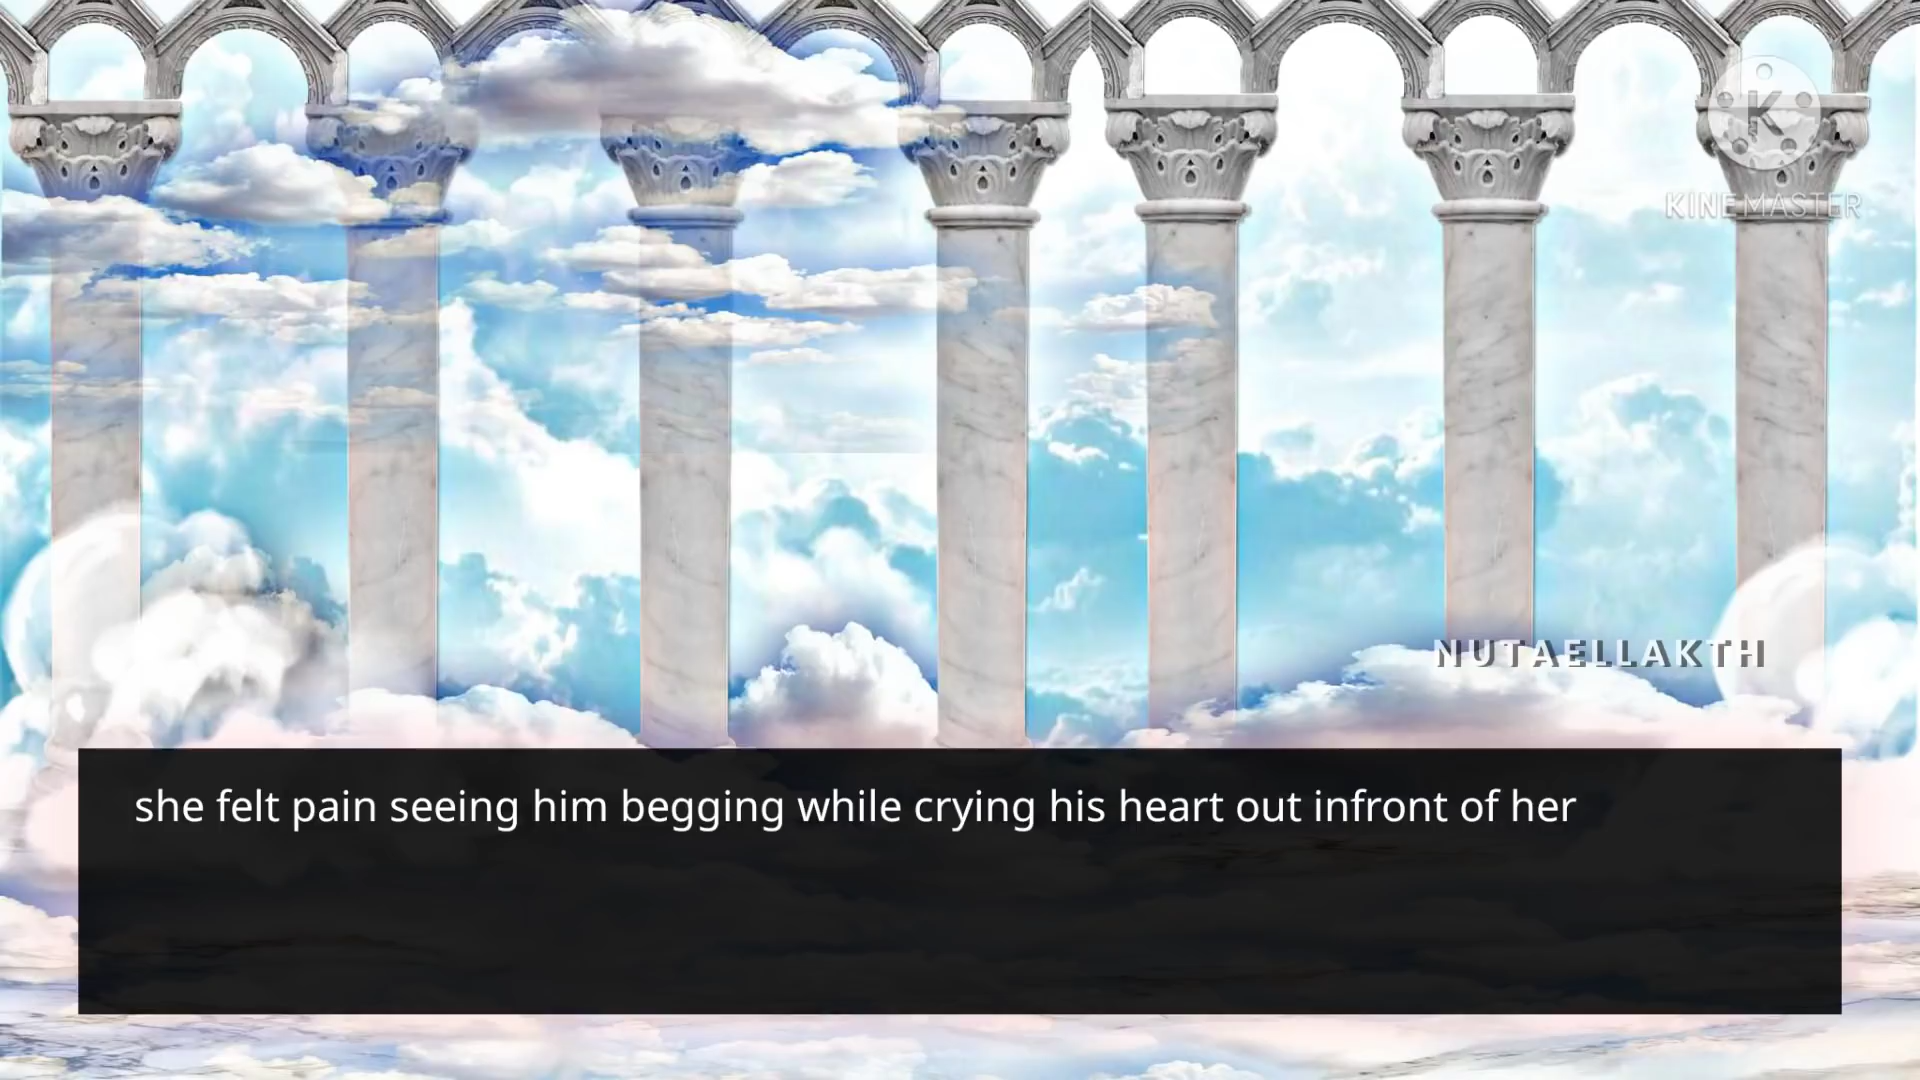 K
KINEMASTER
NUTAELLAKTH
she felt pain seeing him begging while crying his heart out infront of her